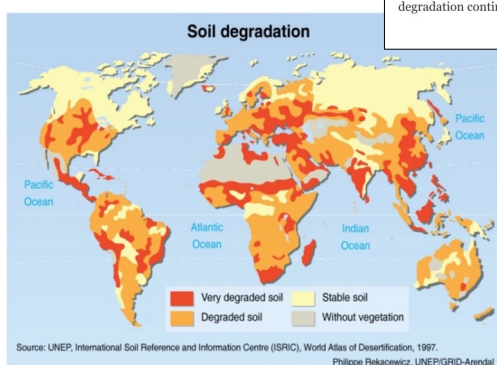 degradation contin
Soil degradation
Pacific
Ocean
Pacific
Ocean
Atlantic
Ocean
Indian
Ocean
Very degraded soil
Stable soil
Degraded soil
Without vegetation
Source: UNEP, International Soil Reference and Information Centre (ISRIC), World Atlas of Desertification, 1997.
Philippe Rekacewicz, UNEP/GRID-Arendal